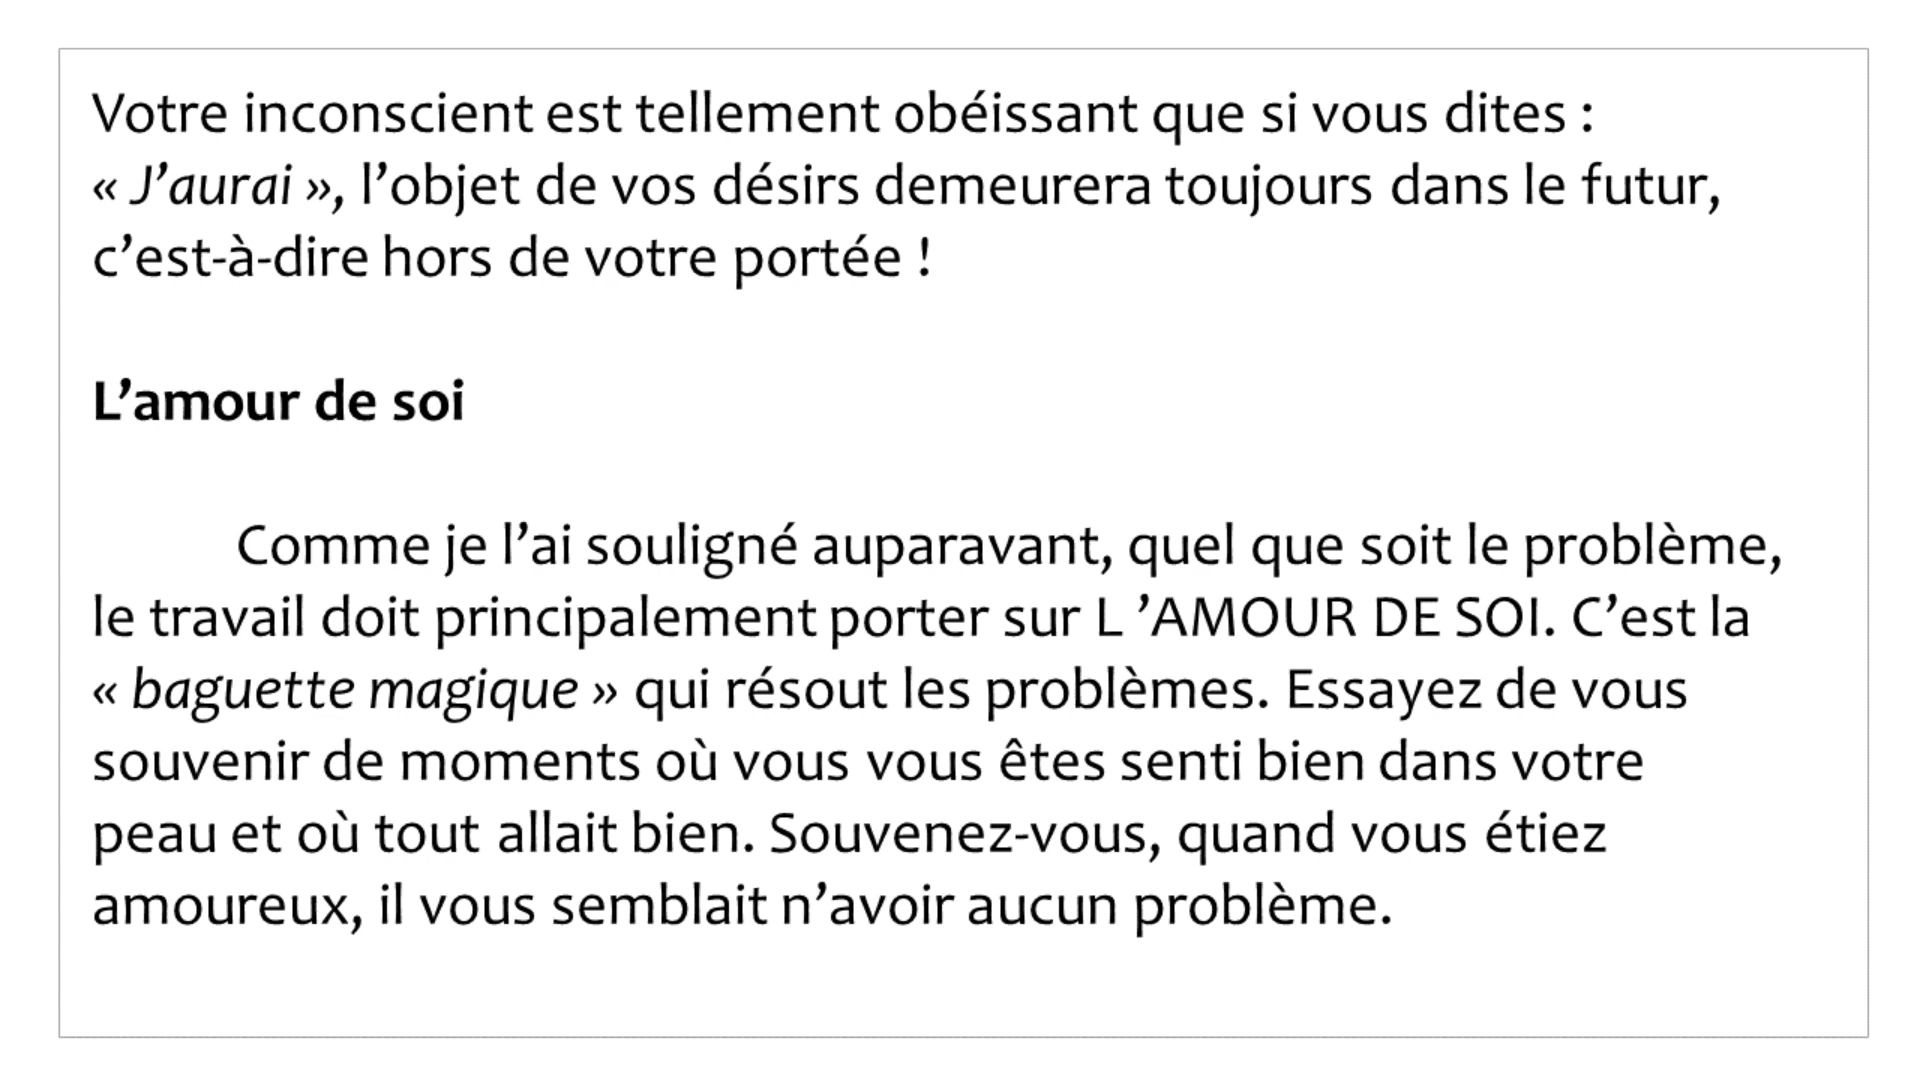 Votre inconscient est tellement obéissant que si vous dites :
« J’aurai », l’objet de vos désirs demeurera toujours dans le futur,
c’est-à-dire hors de votre portée !
L’amour de soi
Comme je l’ai souligné auparavant, quel que soit le problème,
le travail doit principalement porter sur L ’AMOUR DE SOI. C’est la
« baguette magique » qui résout les problèmes. Essayez de vous
souvenir de moments où vous vous êtes senti bien dans votre
peau et où tout allait bien. Souvenez-vous, quand vous étiez
amoureux, il vous semblait n’avoir aucun problème.